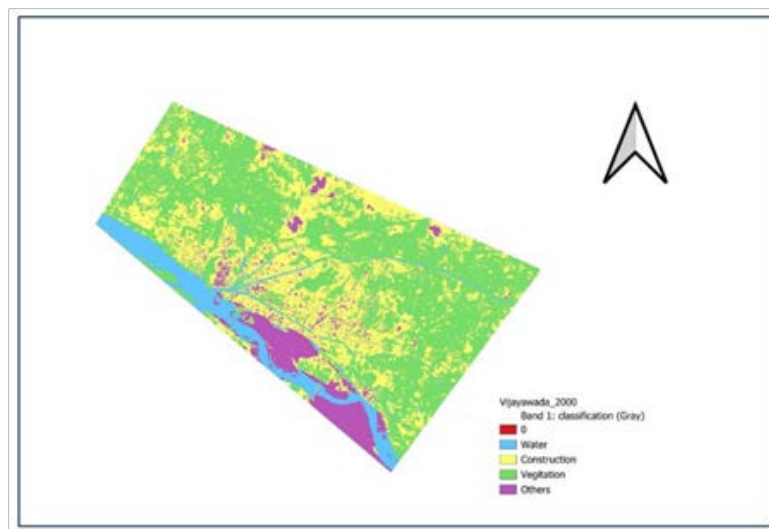 Vijayawada_2000
Band 1: classification (Gray)
0
Water
Construction
Vegitation
Others